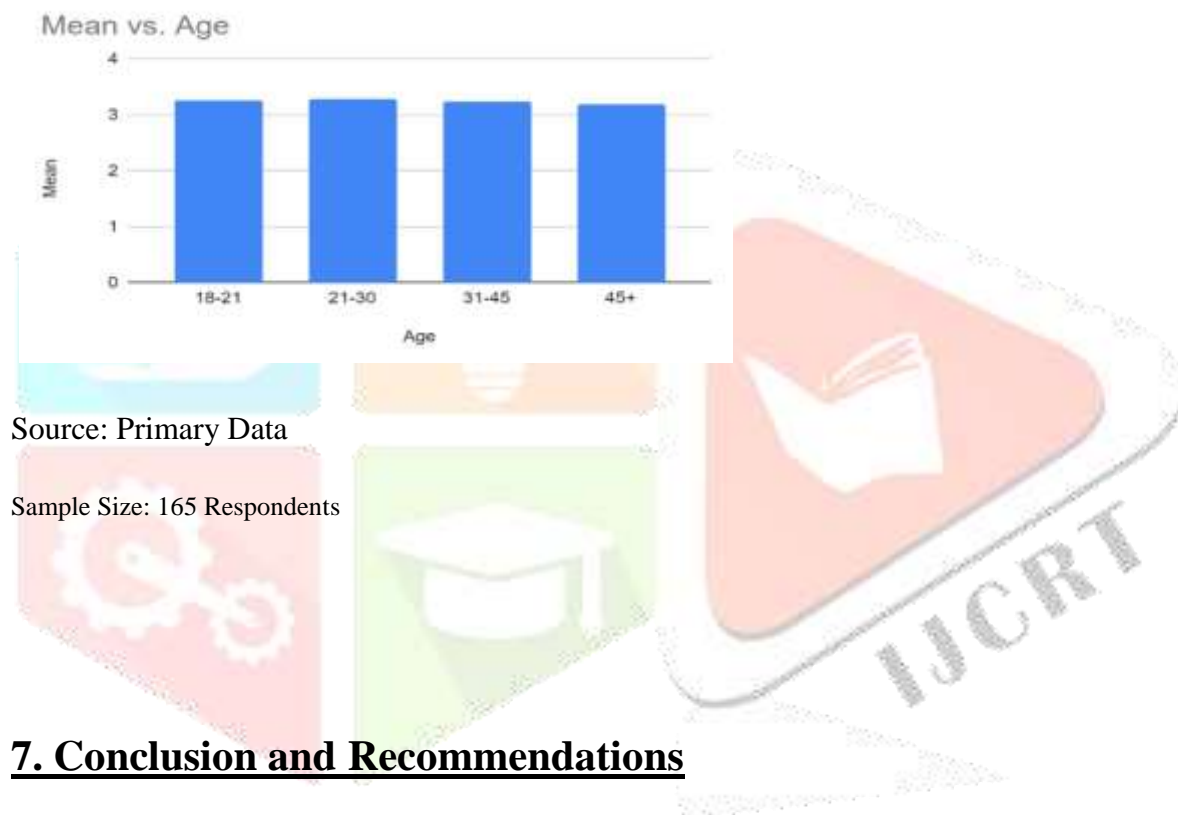 Mean vs. Age
4
3
2
1
0
Mean
18-21 21-30 31-45 45+
Age
Source: Primary Data
Sample Size: 165 Respondents
IJCRT
7. Conclusion and Recommendations